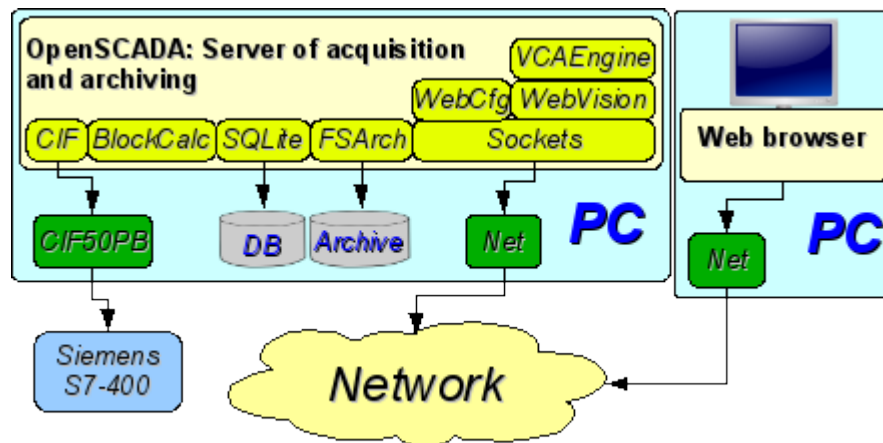 OpenSCADA: Server of acquisition
and archiving
VCAEngine
WebCfg WebVision
CIF BlockCalc SQLite FSArch Sockets
Web browser
CIF50PB
DB
Archive
Net
PC
Net
PC
Siemens
S7-400
Network